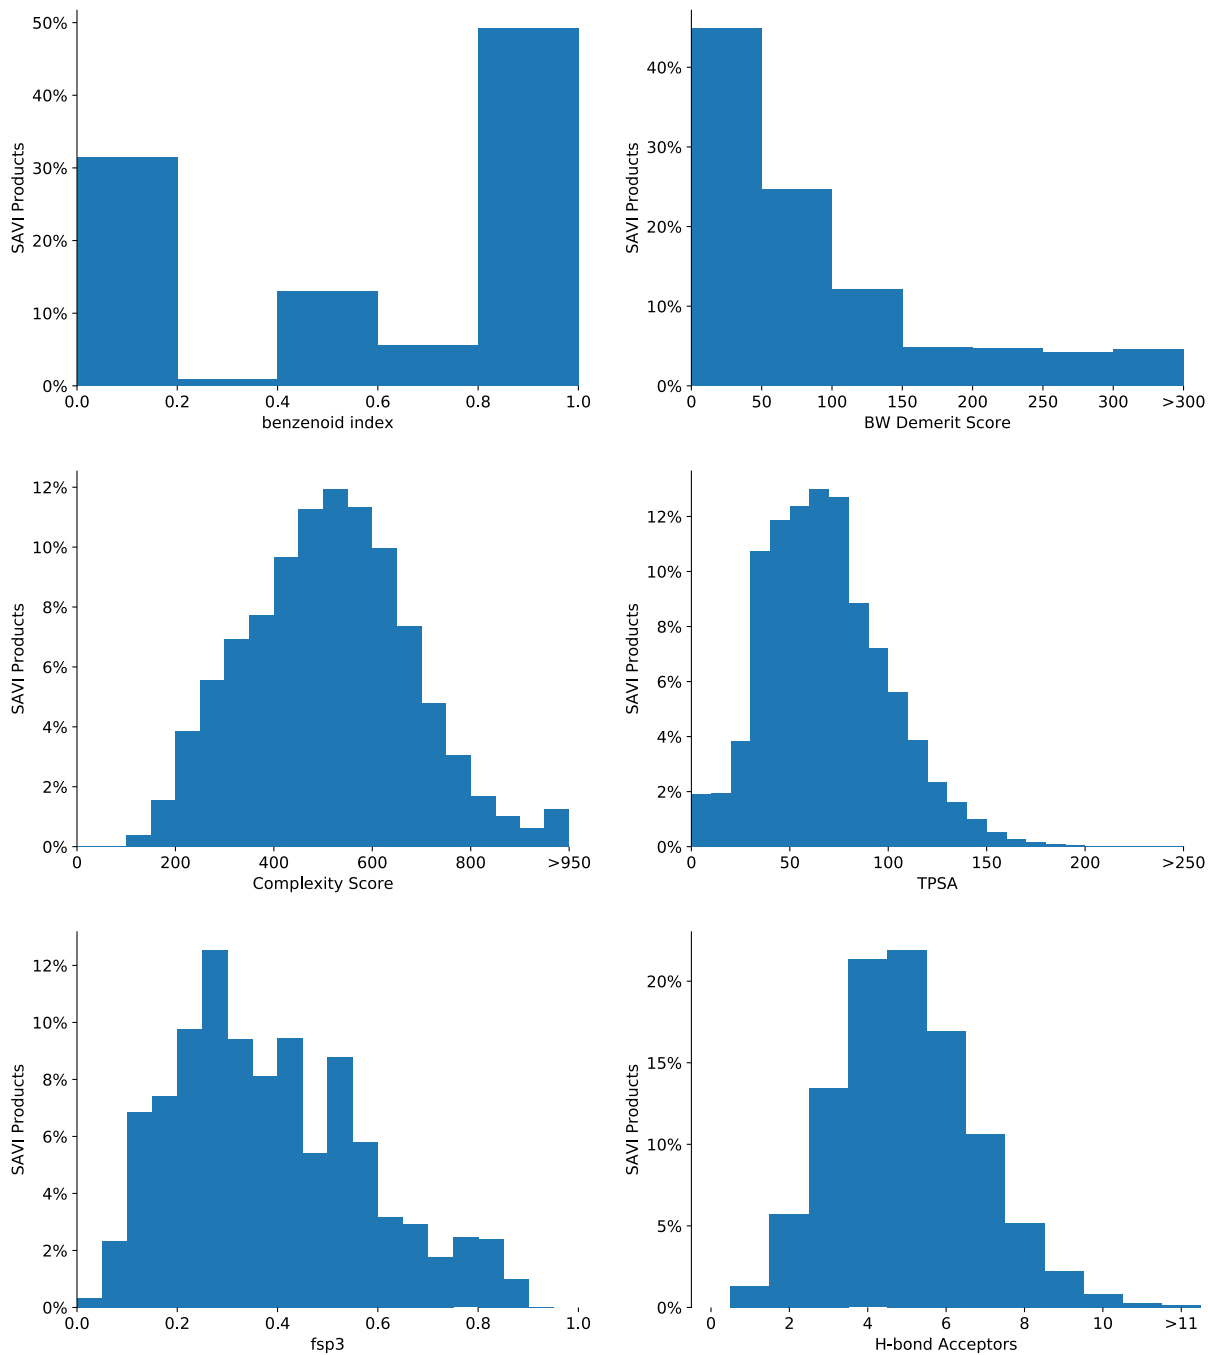 50%
40%
30%
20%
10%
0%
SAVI Products
0.0 0.2 0.4 0.6 0.8 1.0
benzenoid index
40%
30%
20%
10%
0%
SAVI Products
0 50 100 150 200 250 300 >300
BW Demerit Score
12%
10%
8%
6%
4%
2%
0%
SAVI Products
0 200 400 600 800 >950
Complexity Score
12%
10%
8%
6%
4%
2%
0%
SAVI Products
0 50 100 150 200 >250
TPSA
12%
10%
8%
6%
4%
2%
0%
SAVI Products
0.0 0.2 0.4 0.6 0.8 1.0
fsp3
20%
15%
10%
5%
0%
SAVI Products
0 2 4 6 8 10 >11
H-bond Acceptors